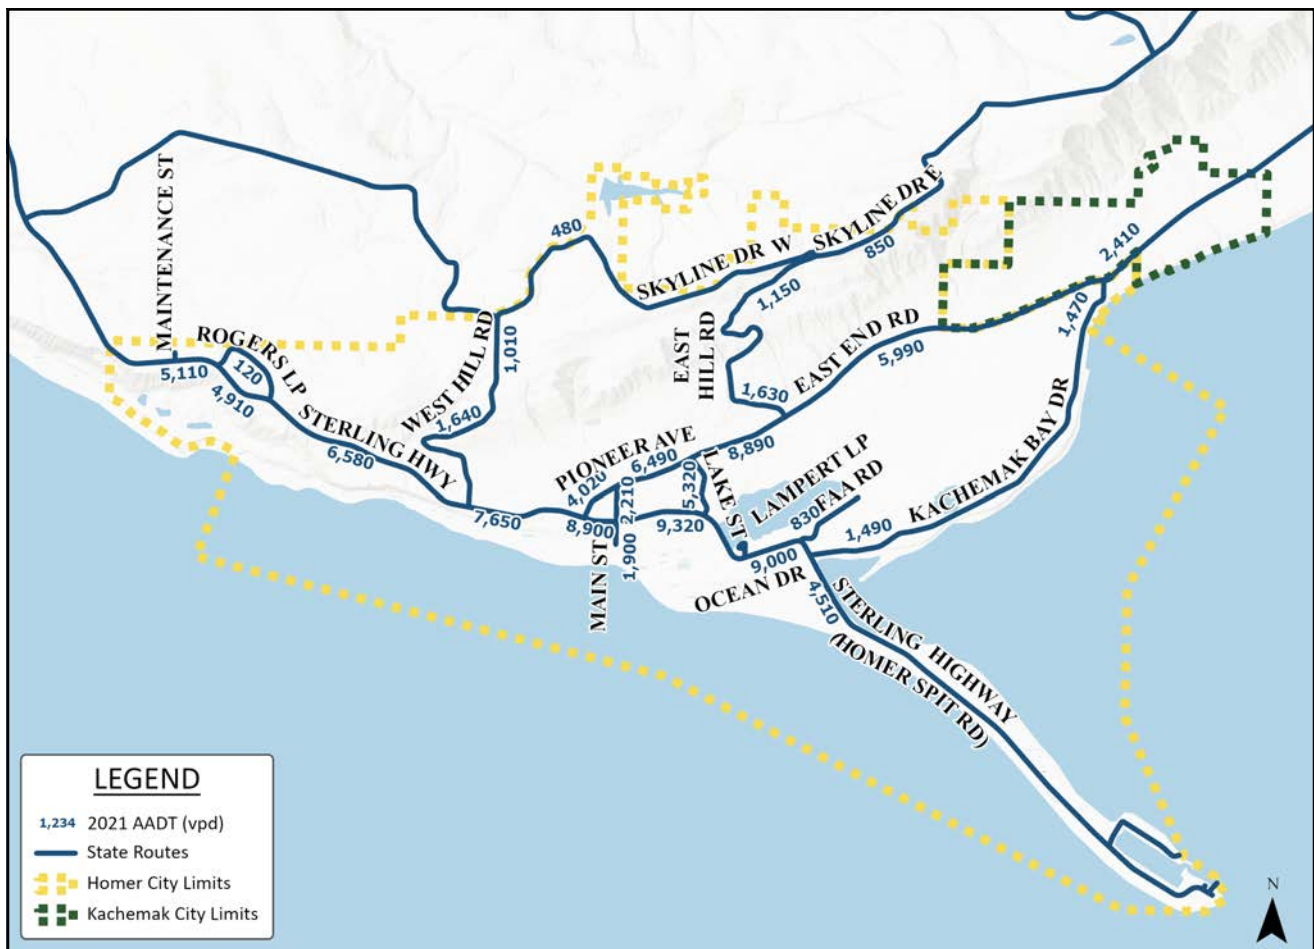 MAINTENANCE ST
ROGERS LP
5,110
120
4,910
STERLING HWY
6,580
WEST HILL RD
1,010
1,640
480
SKYLINE DR W
SKYLINE DR E
850
1,150
EAST
HILL RD
1,630
EAST END RD
5,990
2,410
1,470
KACHEMAK BAY DR
1,490
PIONEER AVE
4,020
6,490
8,890
7,650
8,900
2,210
1,900
MAIN ST
5,320
9,320
LAKE ST
LAMPERT LP
830
FAA RD
9,000
OCEAN DR
4,510
STERLING HIGHWAY
(HOMER SPIT RD)
LEGEND
1,234 2021 AADT (vpd)
State Routes
Homer City Limits
Kachemak City Limits
N